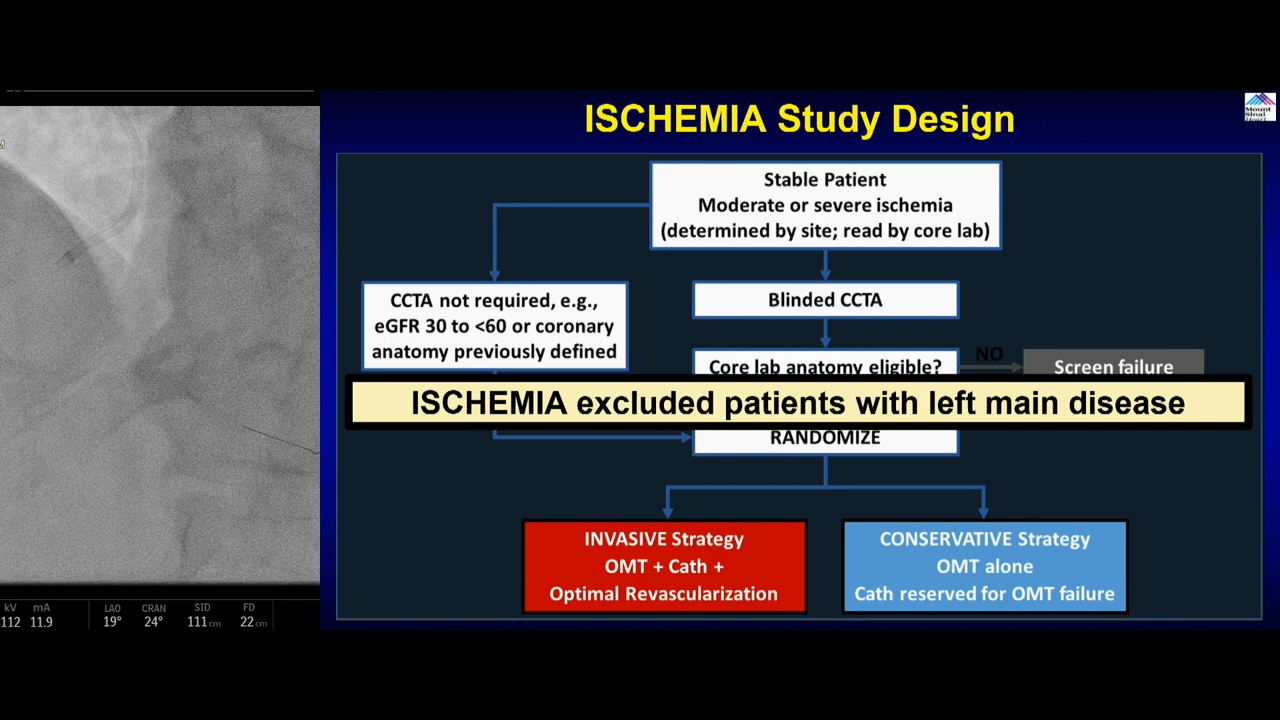 ISCHEMIA Study Design
Mount
Sinai
Heart
Stable Patient
Moderate or severe ischemia
(determined by site; read by core lab)
CCTA not required, e.g.,
eGFR 30 to <60 or coronary
anatomy previously defined
Blinded CCTA
Core lab anatomy eligible?
NO
Screen failure
ISCHEMIA excluded patients with left main disease
RANDOMIZE
INVASIVE Strategy
OMT + Cath +
Optimal Revascularization
CONSERVATIVE Strategy
OMT alone
Cath reserved for OMT failure
kV mA LAO CRAN SID FD
112 11.9 19° 24° 111 cm 22 cm